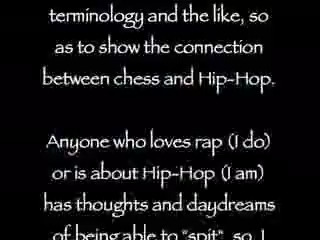 terminology and the like, so
as to show the connection
between chess and Hip-Hop.
Anyone who loves rap (I do)
or is about Hip-Hop (I am)
has thoughts and daydreams
of being able to "spit", so, I